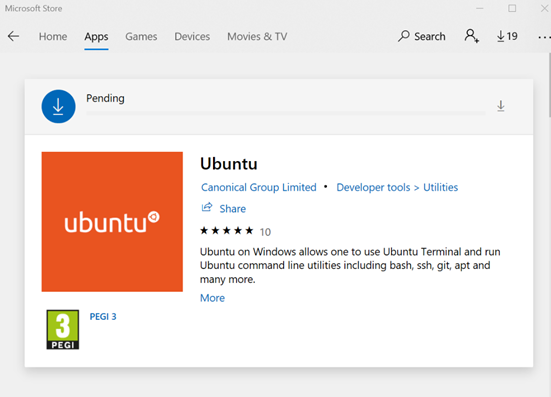 Microsoft Store
Home Apps Games Devices Movies & TV Search 19
Pending
ubuntu
Ubuntu
Canonical Group Limited • Developer tools > Utilities
Share
10
Ubuntu on Windows allows one to use Ubuntu Terminal and run
Ubuntu command line utilities including bash, ssh, git, apt and
many more.
More
3
PEGI
PEGI 3